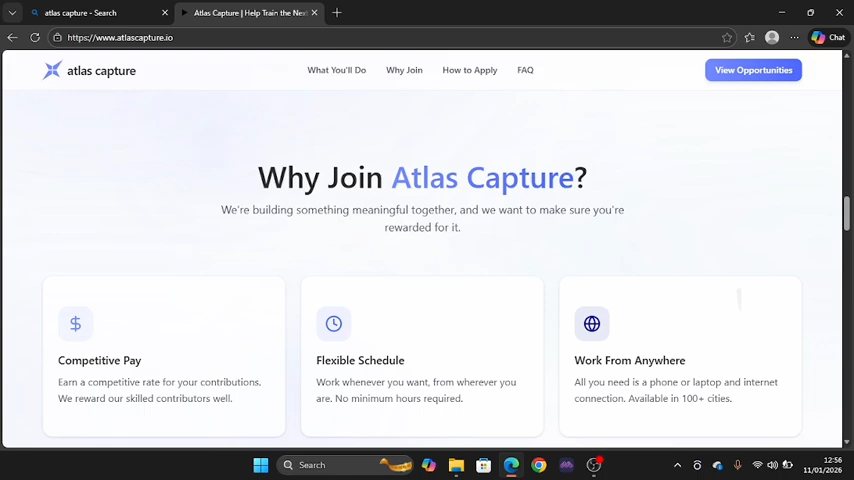 atlas capture - Search
Atlas Capture | Help Train the Nex
https://www.atlascapture.io
Chat
atlas capture
What You'll Do
Why Join
How to Apply
FAQ
View Opportunities
Why Join Atlas Capture?
We're building something meaningful together, and we want to make sure you're
rewarded for it.
Competitive Pay
Earn a competitive rate for your contributions.
We reward our skilled contributors well.
Flexible Schedule
Work whenever you want, from wherever you
are. No minimum hours required.
Work From Anywhere
All you need is a phone or laptop and internet
connection. Available in 100+ cities.
Search
12:56
11/01/2026